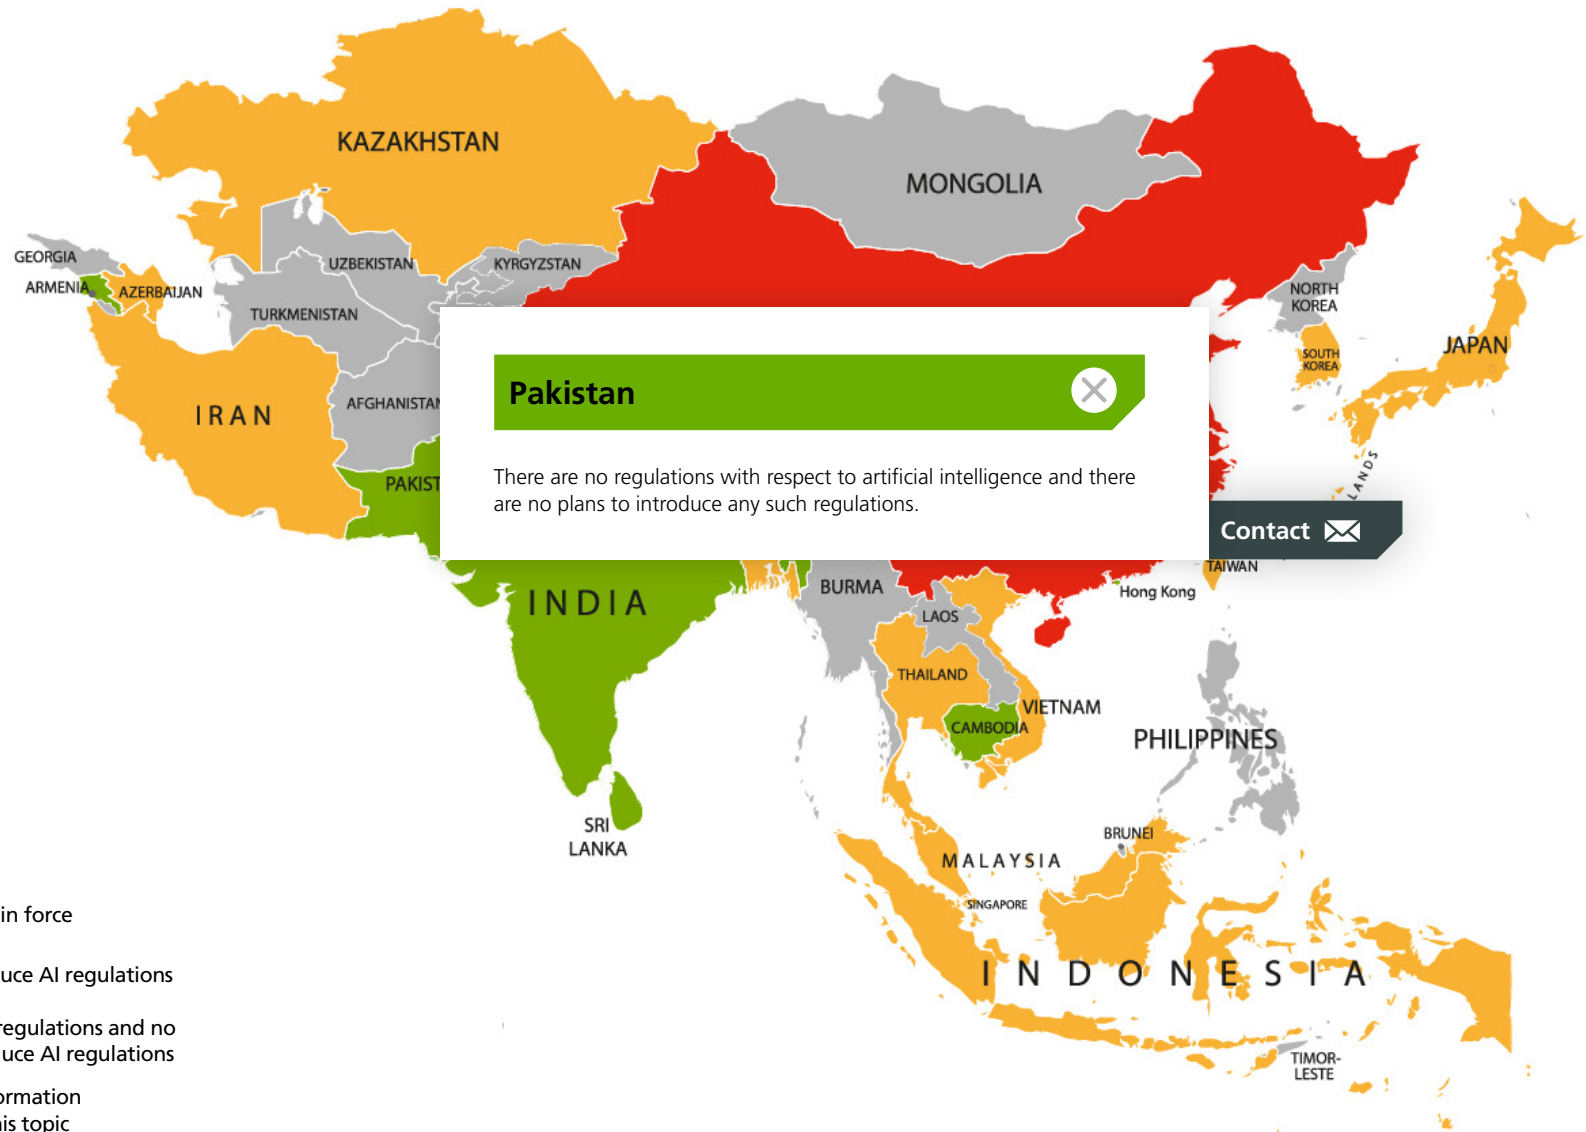 KAZAKHSTAN
MONGOLIA
GEORGIA
UZBEKISTAN
KYRGYZSTAN
ARMENIA
AZERBAIJAN
TURKMENISTAN
NORTH
KOREA
SOUTH
KOREA
JAPAN
IRAN
AFGHANISTAN
Pakistan
There are no regulations with respect to artificial intelligence and there
are no plans to introduce any such regulations.
PAKIST
LANDS
Contact
TAIWAN
INDIA
BURMA
Hong Kong
LAOS
THAILAND
VIETNAM
CAMBODIA
PHILIPPINES
SRI
LANKA
BRUNEI
MALAYSIA
SINGAPORE
INDONESIA
TIMOR-
LESTE
in force
uce AI regulations
regulations and no
uce AI regulations
ormation
is topic